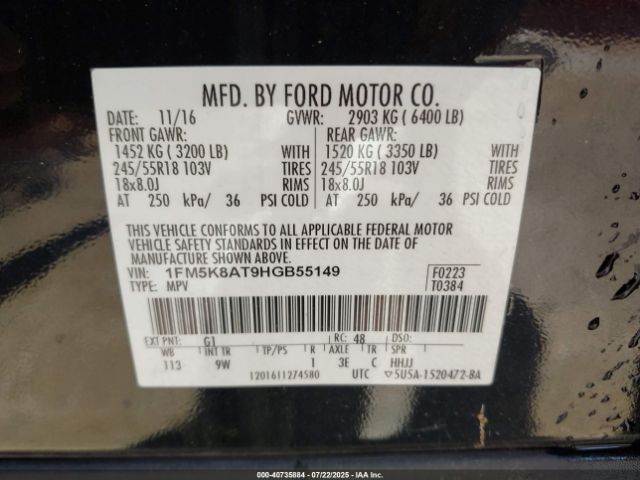 MFD. BY FORD MOTOR CO.
DATE: 11/16 GVWR: 2903 KG ( 6400 LB)
FRONT GAWR: REAR GAWR:
1452 KG ( 3200 LB) WITH 1520 KG ( 3350 LB) WITH
245/55R18 103V TIRES 245/55R18 103V TIRES
18x8.0J RIMS 18x8.0J RIMS
AT 250 kPa/ 36 PSI COLD AT 250 kPa/ 36 PSI COLD
THIS VEHICLE CONFORMS TO ALL APPLICABLE FEDERAL MOTOR
VEHICLE SAFETY STANDARDS IN EFFECT ON THE DATE OF
MANUFACTURE SHOWN ABOVE.
VIN: 1FM5K8AT9HGB55149 F0223
TYPE: MPV T0384
EXT PNT: G1 RC: 48 DSO:
WB INT TR TP/PS R AXLE TR SPR
113 9W 1 3E C HHJJ
1201611274580 UTC ▽5U5A-1520472-BA
000-40735884 - 07/22/2025 - IAAI.com